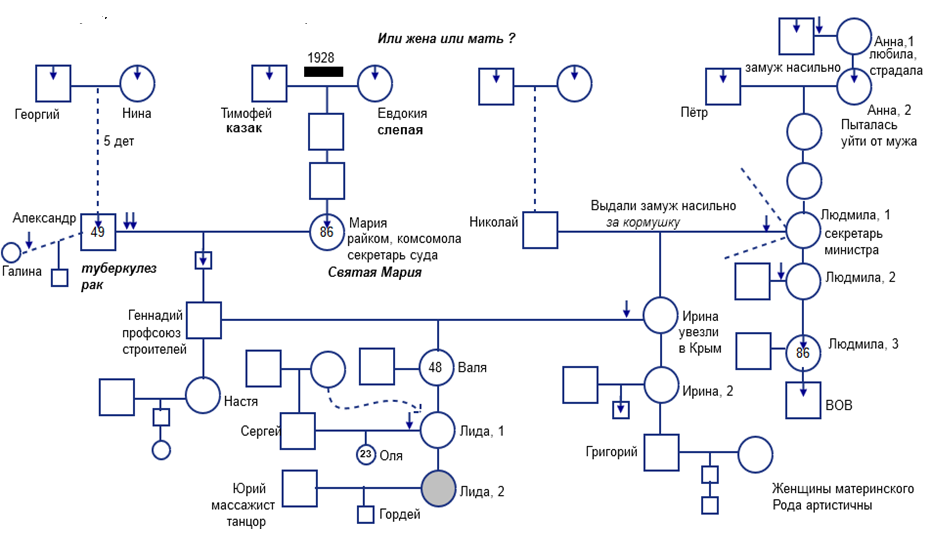 Или жена или мать ?
1928
Анна,1
любила,
страдала
замуж насильно
Георгий
Нина
Тимофей
казак
Евдокия
слепая
Пётр
Анна, 2
Пыталась
уйти от мужа
5 дет
Александр
49
Галина
туберкулез
рак
86
Мария
райком, комсомола
секретарь суда
Святая Мария
Николай
Выдали замуж насильно
за кормушку
Людмила, 1
секретарь
министра
Людмила, 2
Геннадий
профсоюз
строителей
Ирина
увезли
в Крым
86
Людмила, 3
ВОВ
48
Валя
Настя
Ирина, 2
Сергей
23
Оля
Лида, 1
Григорий
Юрий
массажист
танцор
Гордей
Лида, 2
Женщины материнского
Рода артистичны